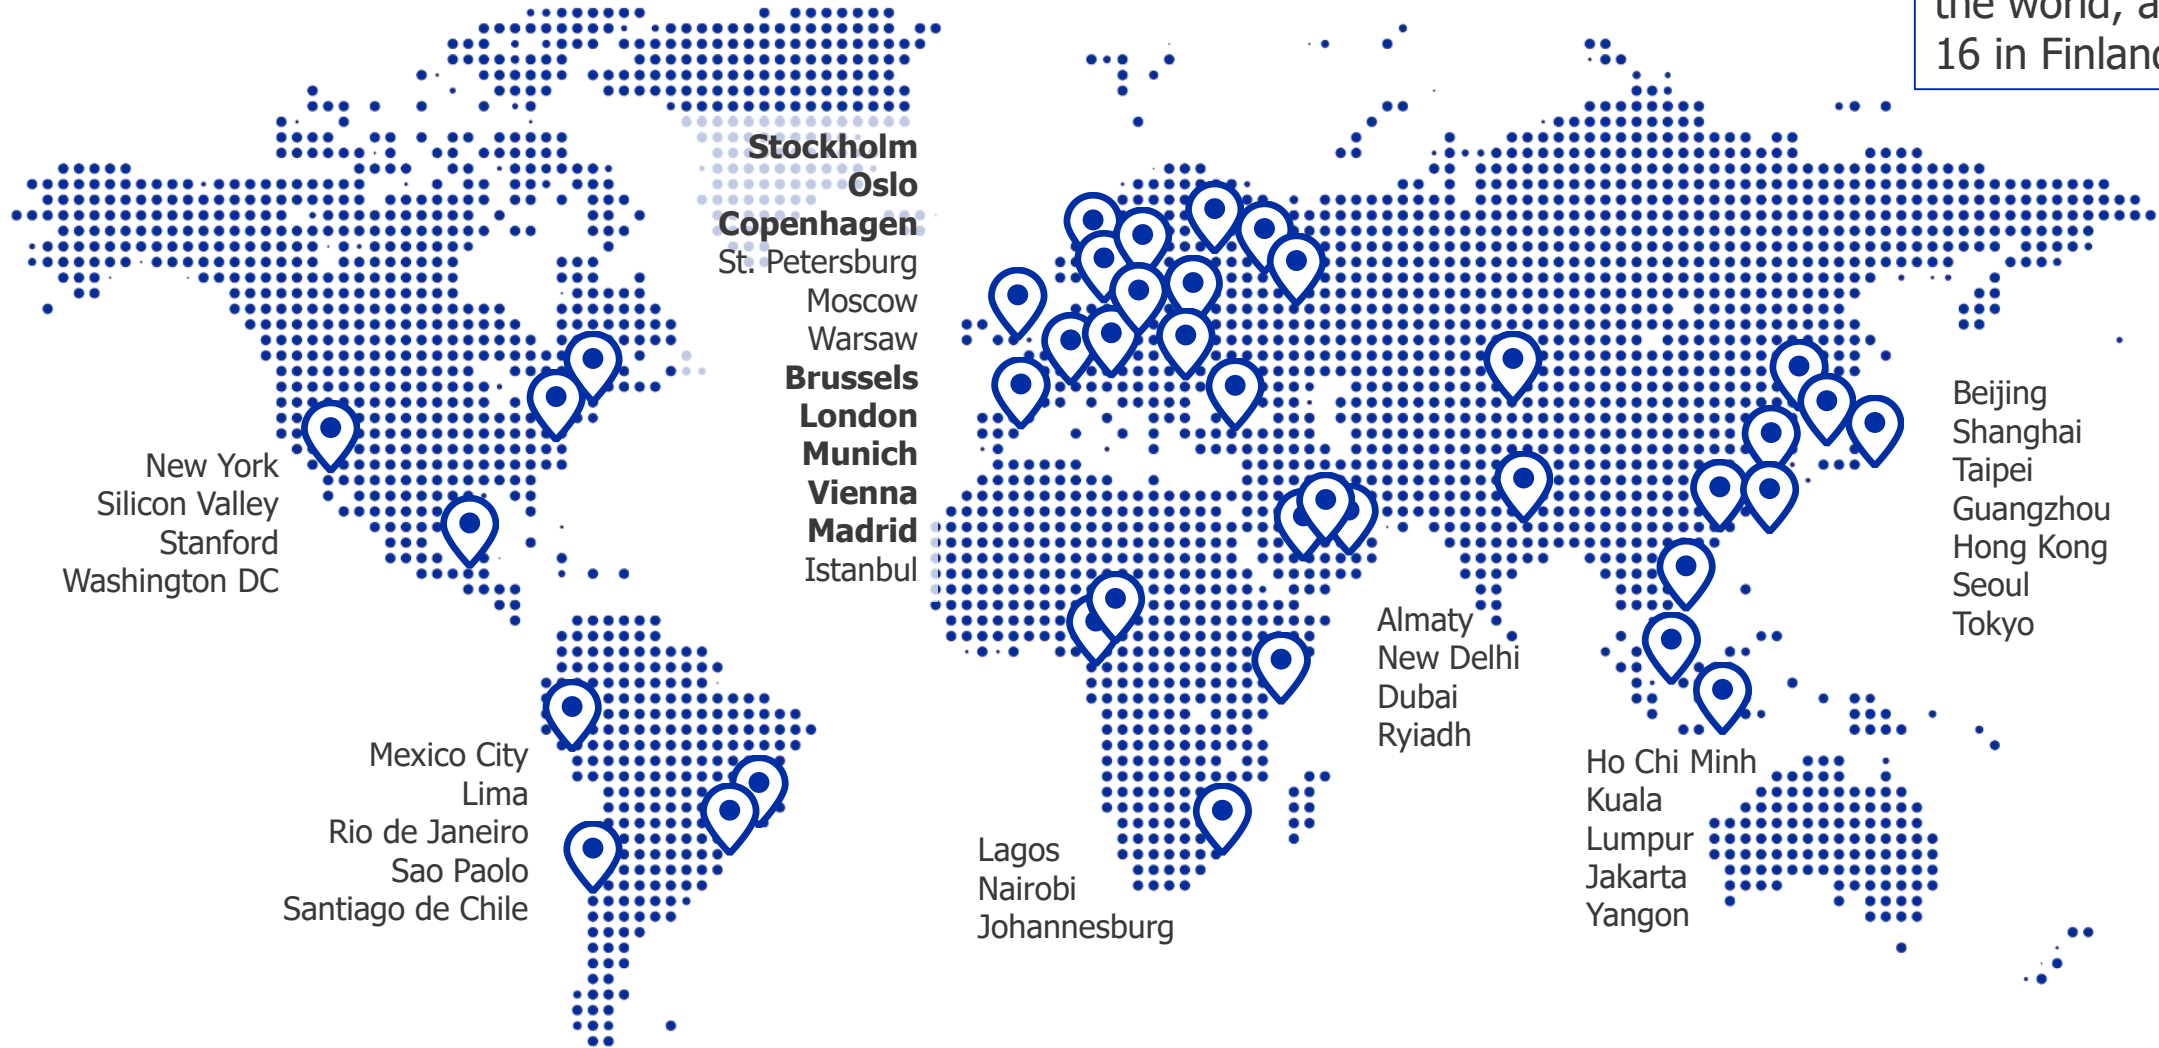 the world, a
16 in Finland
Stockholm
Oslo
Copenhagen
St. Petersburg
Moscow
Warsaw
Brussels
London
Munich
Vienna
Madrid
Istanbul
New York
Silicon Valley
Stanford
Washington DC
Beijing
Shanghai
Taipei
Guangzhou
Hong Kong
Seoul
Tokyo
Almaty
New Delhi
Dubai
Ryiadh
Mexico City
Lima
Rio de Janeiro
Sao Paolo
Santiago de Chile
Lagos
Nairobi
Johannesburg
Ho Chi Minh
Kuala
Lumpur
Jakarta
Yangon